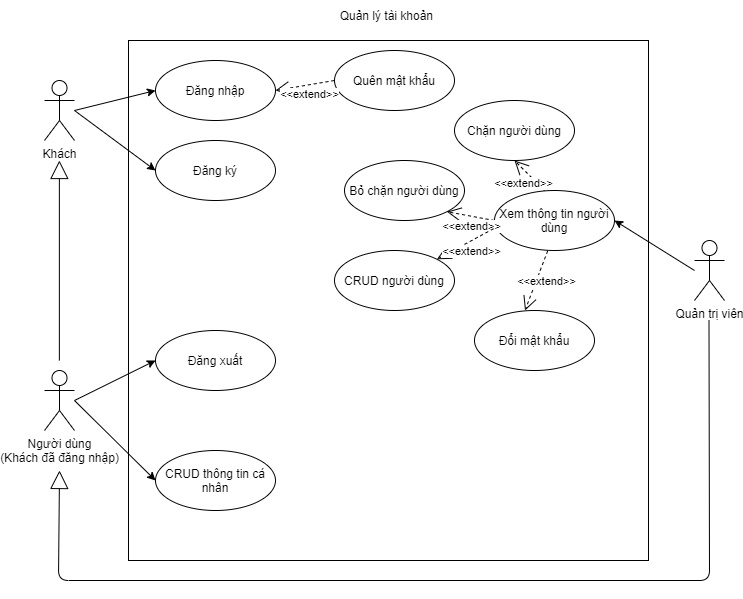 Quản lý tài khoản
Đăng nhập
<<extend>>
Quên mật khẩu
Chặn người dùng
Khách
Đăng ký
<<extend>>
Bỏ chặn người dùng
Xem thông tin người
dùng
<<extend>>
<<extend>>
CRUD người dùng
<<extend>>
Quản trị viên
Đổi mật khẩu
Đăng xuất
Người dùng
(Khách đã đăng nhập)
CRUD thông tin cá
nhân